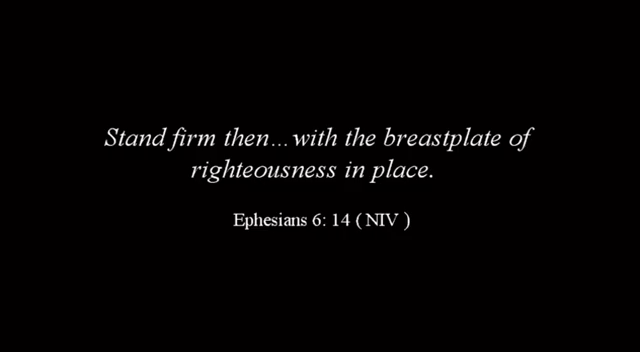 Stand firm then…with the breastplate of
righteousness in place.
Ephesians 6: 14 ( NIV )